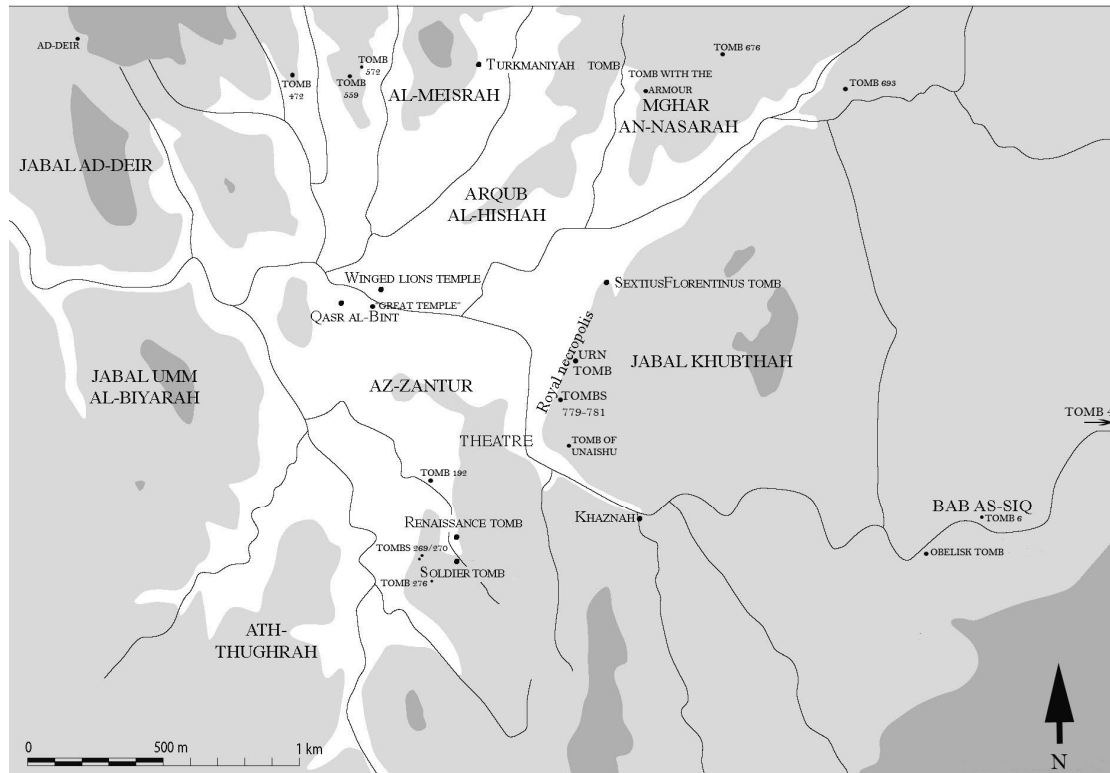 AD-DEIR
TOMB
472
TOMB
572
TOMB
559
TURKMANIYAH TOMB
AL-MEISRAH
TOMB 676
TOMB WITH THE
ARMOUR
MGHAR
AN-NASARAH
TOMB 693
JABAL AD-DEIR
ARQUB
AL-HISHAH
WINGED LIONS TEMPLE
"GREAT TEMPLE"
QASR AL-BINT
SEXTIUSFLORENTINUS TOMB
Royal necropolis
URN
TOMB
JABAL KHUBTHAH
JABAL UMM
AL-BIYARAH
AZ-ZANTUR
TOMBS
779-781
TOMB 4
THEATRE
TOMB OF
UNAISHU
TOMB 192
RENAISSANCE TOMB
KHAZNAH
BAB AS-SIQ
TOMB 6
OBELISK TOMB
TOMBS 269/270
SOLDIER TOMB
TOMB 276
ATH-
THUGHRAH
0
500 m
1 km
N